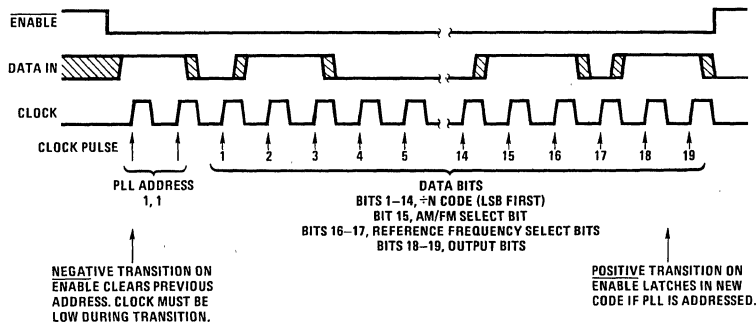 ENABLE
DATA IN
CLOCK
CLOCK PULSE
1 2 3 4 5 14 15 16 17 18 19
PLL ADDRESS
1, 1
DATA BITS
BITS 1–14, ÷N CODE (LSB FIRST)
BIT 15, AM/FM SELECT BIT
BITS 16–17, REFERENCE FREQUENCY SELECT BITS
BITS 18–19, OUTPUT BITS
NEGATIVE TRANSITION ON
ENABLE CLEARS PREVIOUS
ADDRESS. CLOCK MUST BE
LOW DURING TRANSITION.
POSITIVE TRANSITION ON
ENABLE LATCHES IN NEW
CODE IF PLL IS ADDRESSED.